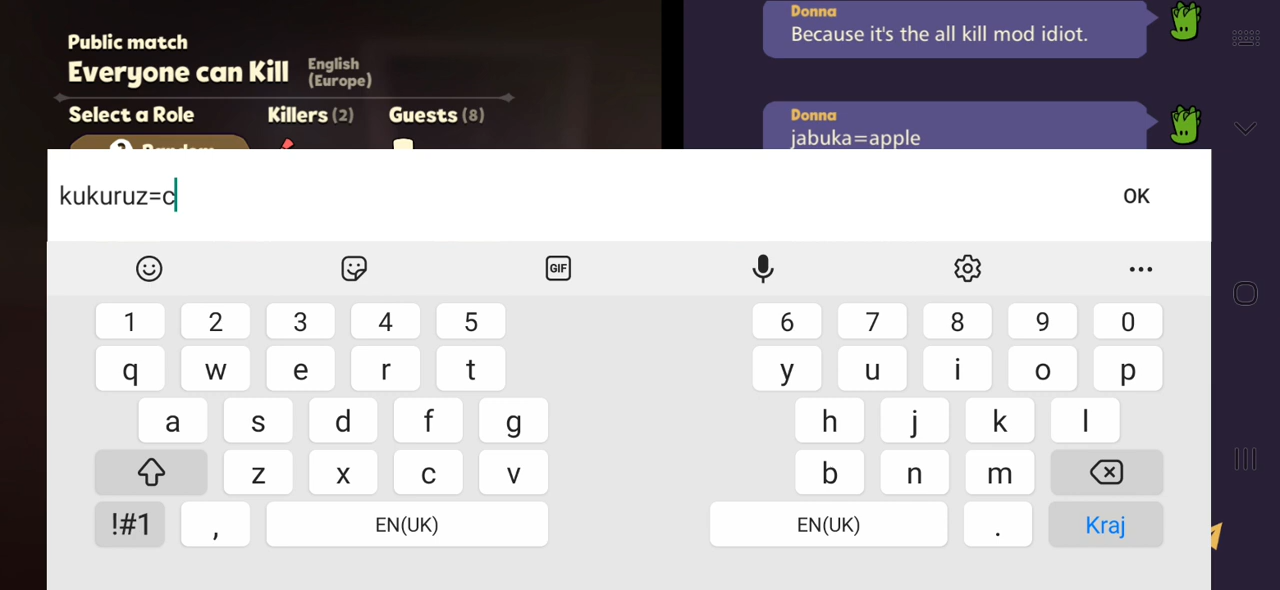 Public match
Everyone can Kill
English
(Europe)
Select a Role
Killers (2)
Guests (8)
Random
Donna
Because it's the all kill mod idiot.
Donna
jabuka=apple
kukuruz=c
OK
GIF
1 2 3 4 5 6 7 8 9 0
q w e r t y u i o p
a s d f g h j k l
z x c v b n m
!#1 , EN(UK) EN(UK) . Kraj